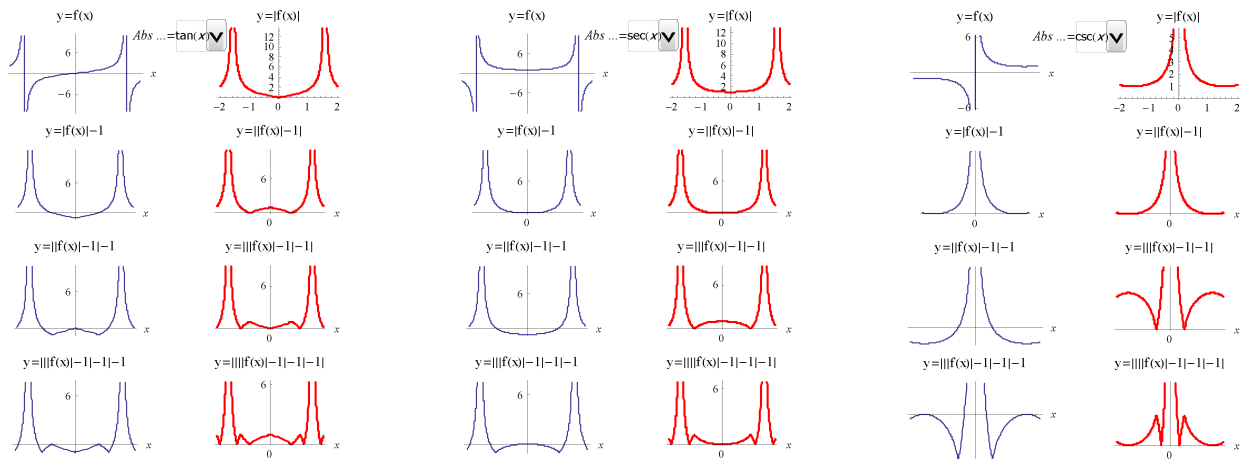 y=f(x)
Abs ...=tan(x)
y=|f(x)|
6
−6
x
12
10
8
6
4
2
0
−2 −1 0 1 2
y=|f(x)|−1
y=||f(x)|−1|
6
x
6
0
y=||f(x)|−1|−1
y=|||f(x)|−1|−1|
6
x
6
0
y=|||f(x)|−1|−1|−1
y=||||f(x)|−1|−1|−1|
6
x
6
0
y=f(x)
Abs ...=sec(x)
y=|f(x)|
6
−6
x
12
10
8
6
4
2
−2 −1 0 1 2
y=|f(x)|−1
y=||f(x)|−1|
6
x
6
0
y=||f(x)|−1|−1
y=|||f(x)|−1|−1|
6
x
6
0
y=|||f(x)|−1|−1|−1
y=||||f(x)|−1|−1|−1|
6
x
6
0
y=f(x)
Abs ...=csc(x)
y=|f(x)|
6
−6
x
5
4
3
2
1
−2 −1 0 1 2
y=|f(x)|−1
y=||f(x)|−1|
x
0
y=||f(x)|−1|−1
y=|||f(x)|−1|−1|
x
0
y=|||f(x)|−1|−1|−1
y=||||f(x)|−1|−1|−1|
x
0